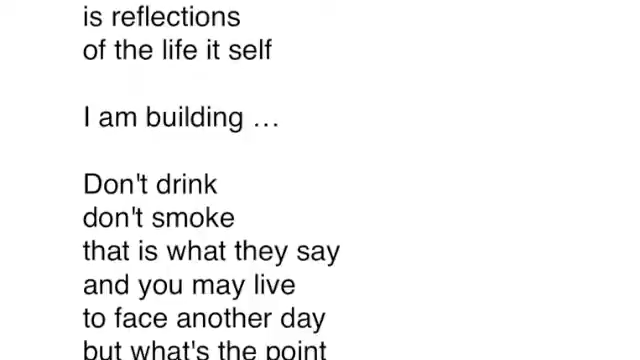 is reflections
of the life it self
I am building …
Don't drink
don't smoke
that is what they say
and you may live
to face another day
but what's the point